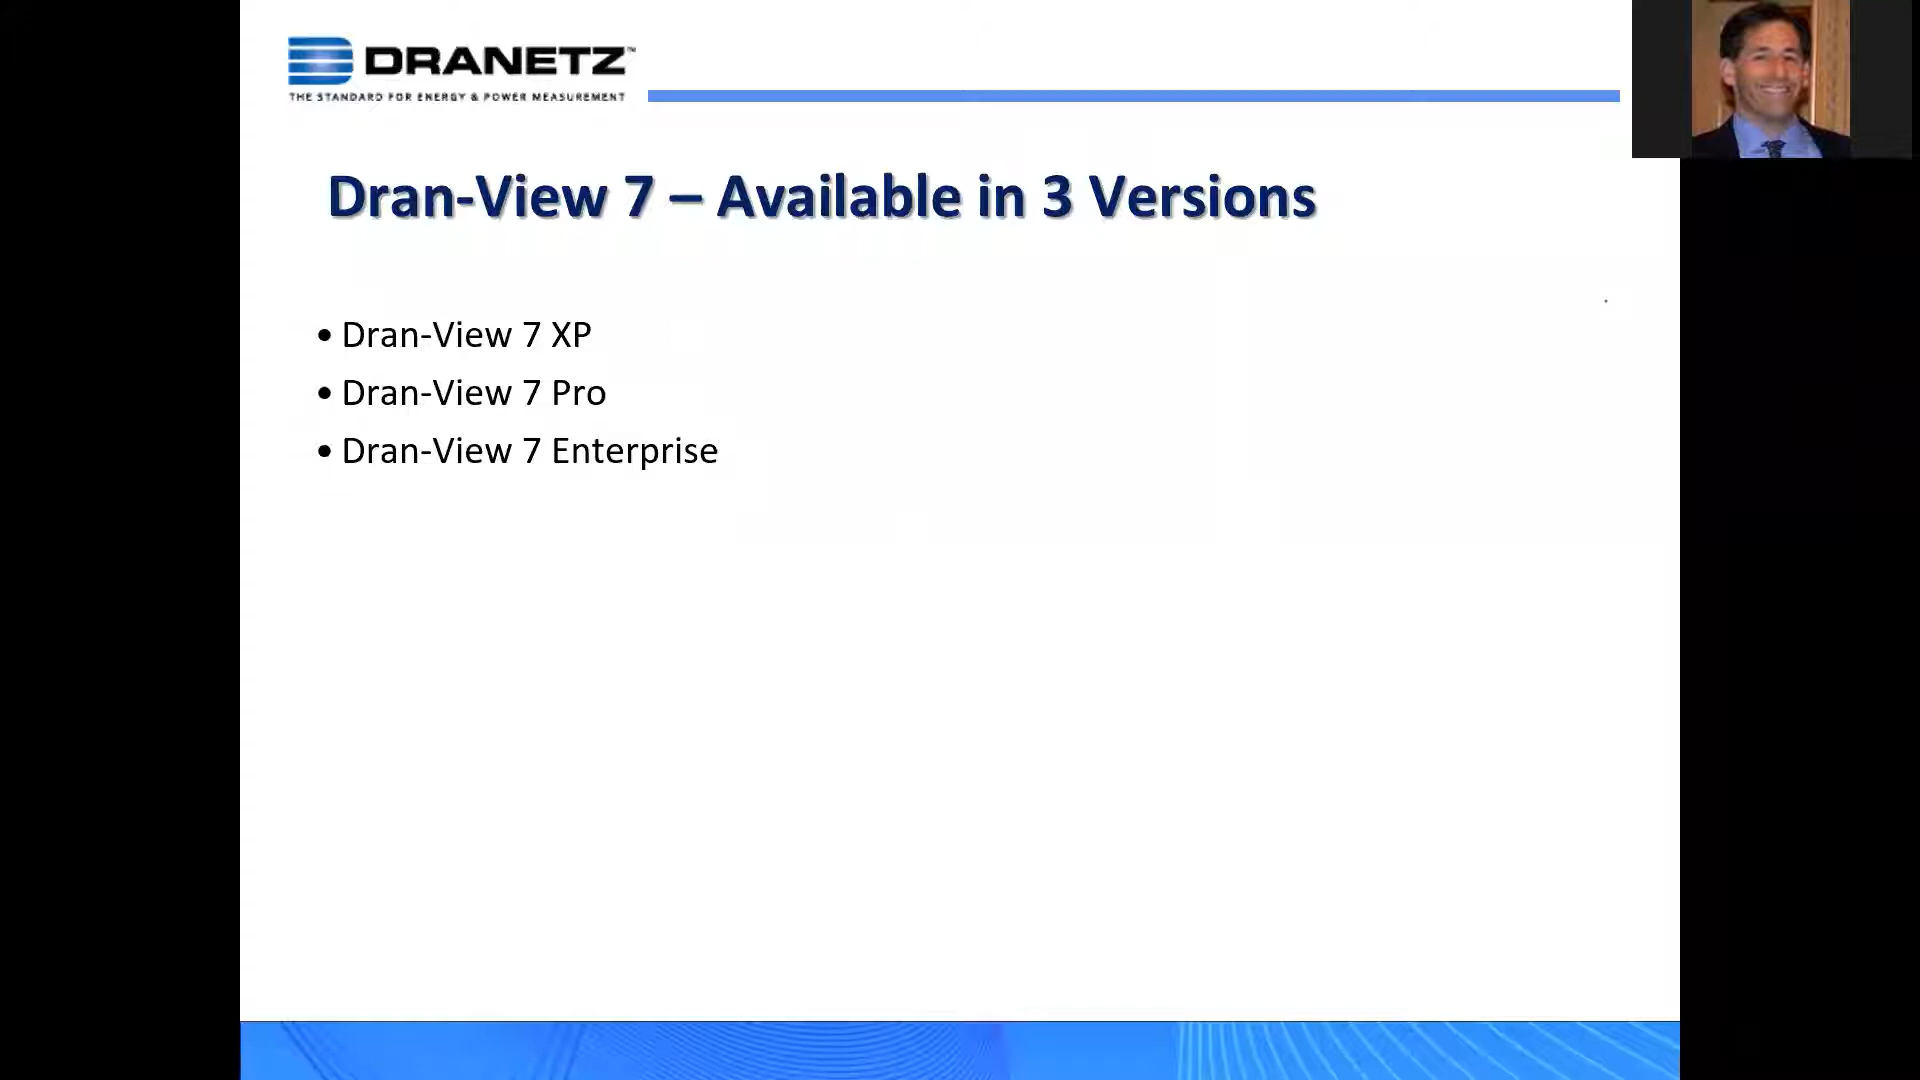 DRANETZ™
THE STANDARD FOR ENERGY & POWER MEASUREMENT
Dran-View 7 – Available in 3 Versions
• Dran-View 7 XP
• Dran-View 7 Pro
• Dran-View 7 Enterprise